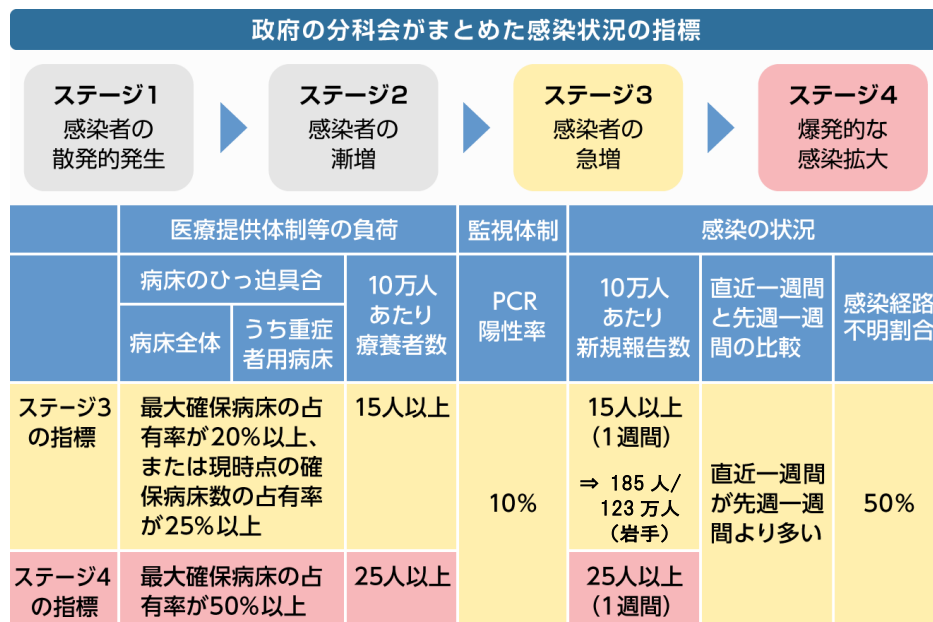 政府の分科会がまとめた感染状況の指標
ステージ1
感染者の
散発的発生
ステージ2
感染者の
漸増
ステージ3
感染者の
急増
ステージ4
爆発的な
感染拡大
医療提供体制等の負荷
監視体制
感染の状況
病床のひっ迫具合
病床全体
うち重症
者用病床
10万人
あたり
療養者数
PCR
陽性率
10万人
あたり
新規報告数
直近一週間
と先週一週
間の比較
感染経路
不明割合
ステージ3
の指標
最大確保病床の占
有率が20%以上、
または現時点の確
保病床数の占有率
が25%以上
15人以上
10%
15人以上
(1週間)
⇒ 185 人/
123 万人
(岩手)
直近一週間
が先週一週
間より多い
50%
ステージ4
の指標
最大確保病床の占
有率が50%以上
25人以上
25人以上
(1週間)